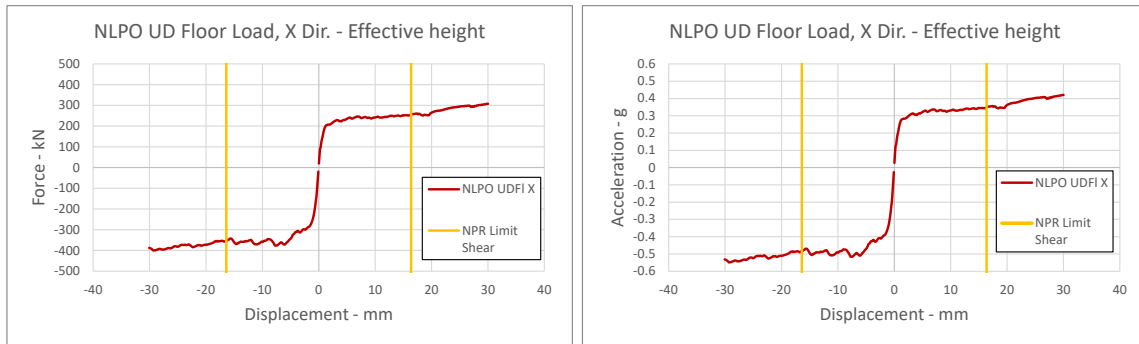 NLPO UD Floor Load, X Dir. - Effective height
500
400
300
200
100
0
-100
-200
-300
-400
-500
Force - kN
-40 -30 -20 -10 0 10 20 30 40
Displacement - mm
NLPO UDFl X
NPR Limit
Shear
NLPO UD Floor Load, X Dir. - Effective height
0.6
0.5
0.4
0.3
0.2
0.1
0
-0.1
-0.2
-0.3
-0.4
-0.5
-0.6
Acceleration - g
-40 -30 -20 -10 0 10 20 30 40
Displacement - mm
NLPO UDFl X
NPR Limit
Shear